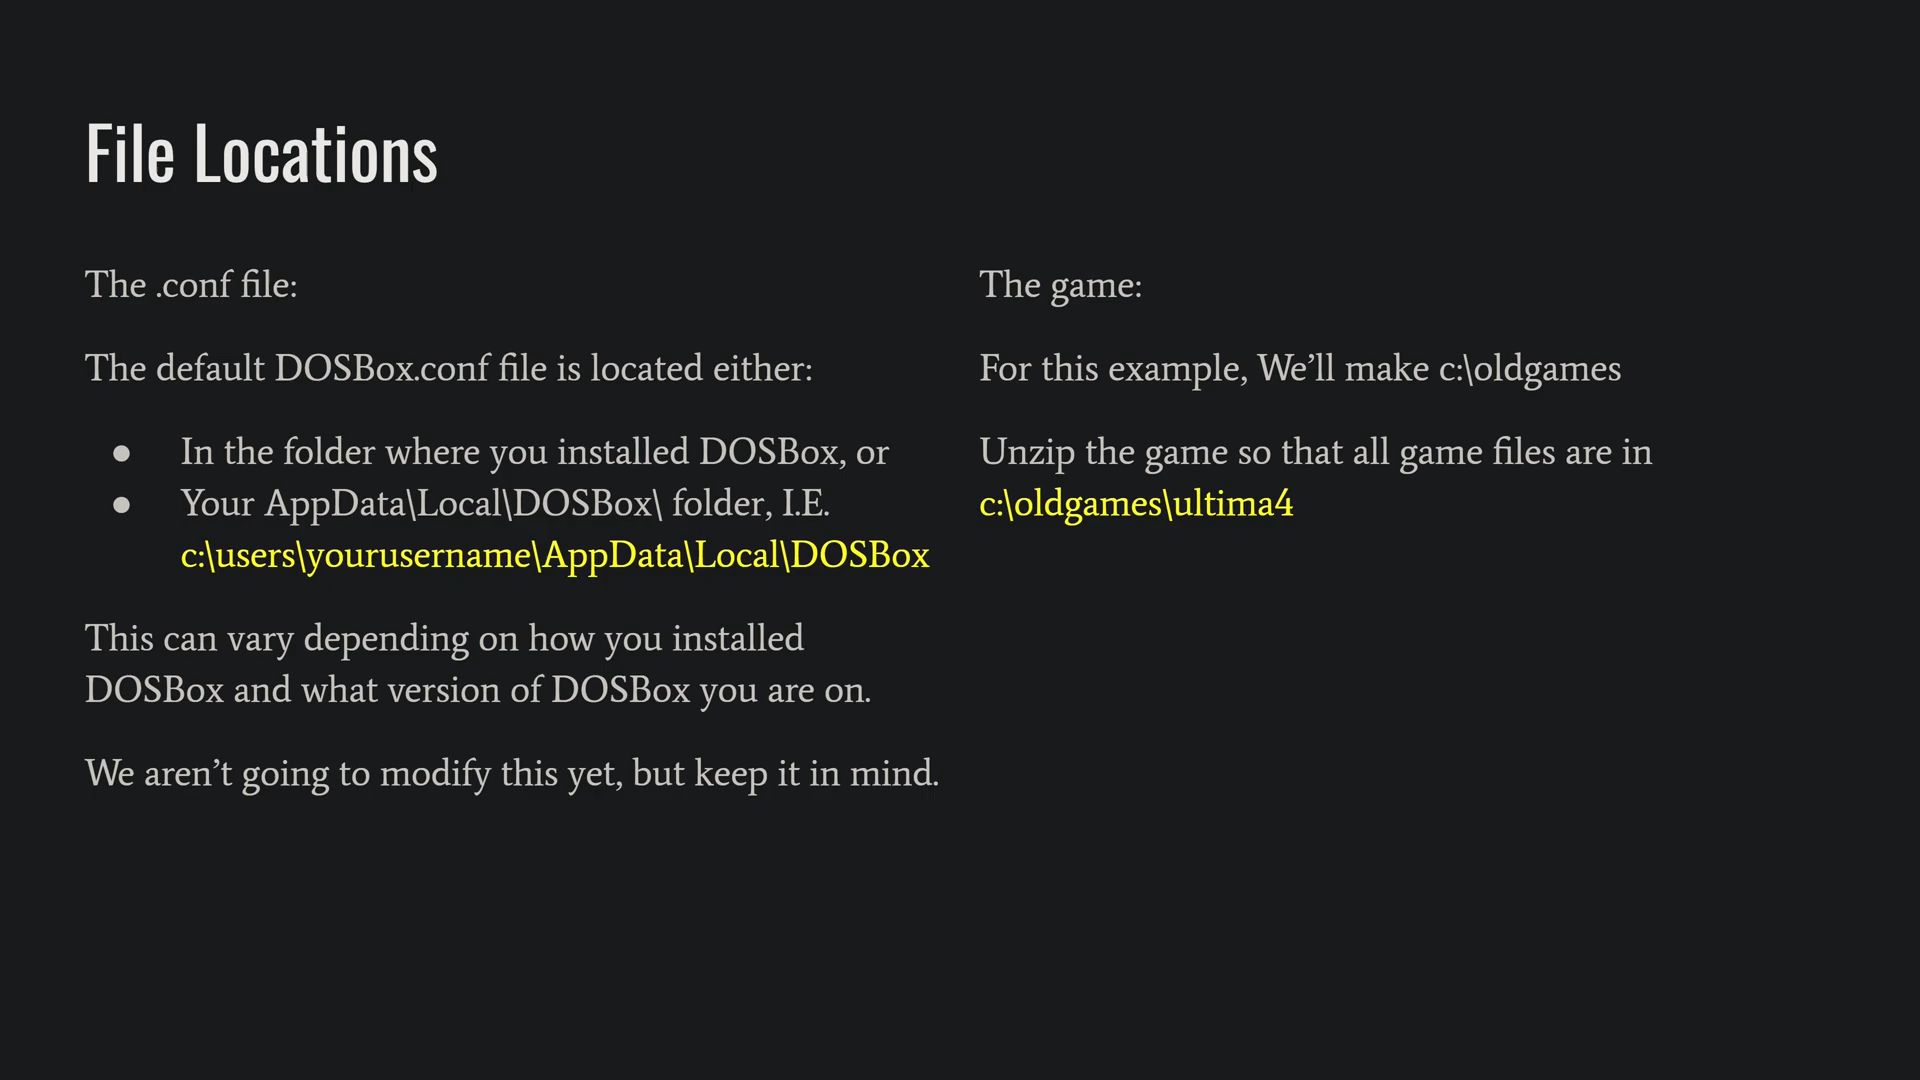 File Locations
The .conf file:
The default DOSBox.conf file is located either:
● In the folder where you installed DOSBox, or
● Your AppData\Local\DOSBox\ folder, I.E.
c:\users\yourusername\AppData\Local\DOSBox
This can vary depending on how you installed
DOSBox and what version of DOSBox you are on.
We aren’t going to modify this yet, but keep it in mind.
The game:
For this example, We’ll make c:\oldgames
Unzip the game so that all game files are in
c:\oldgames\ultima4